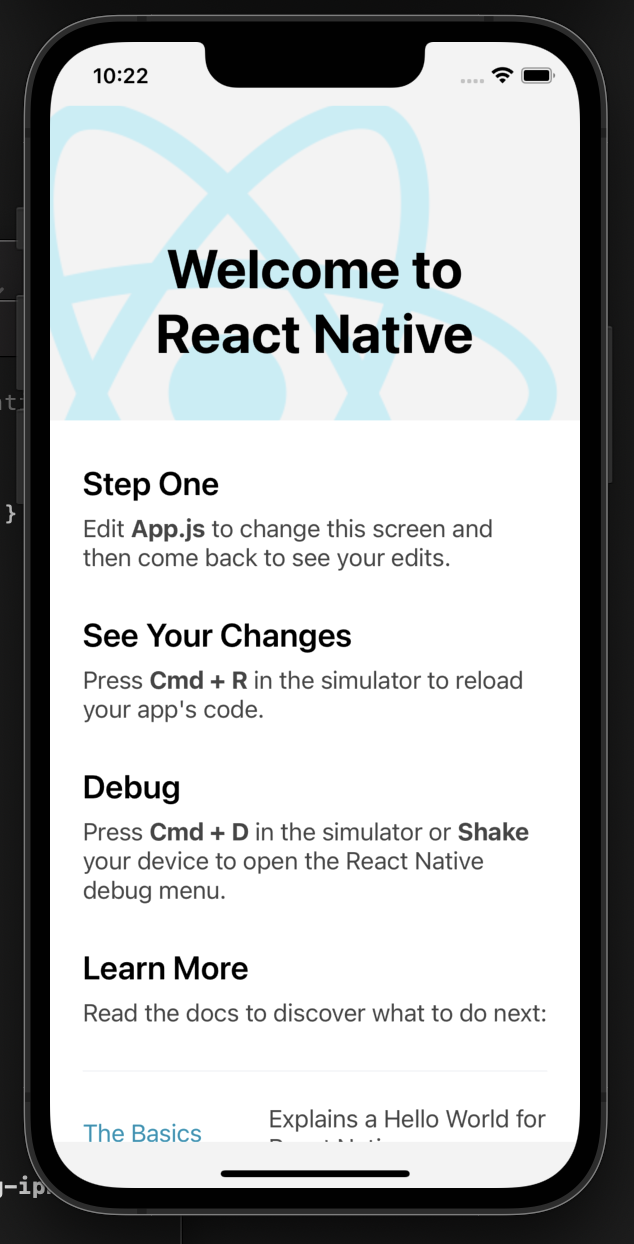 10:22
Welcome to
React Native
Step One
Edit App.js to change this screen and
then come back to see your edits.
See Your Changes
Press Cmd + R in the simulator to reload
your app's code.
Debug
Press Cmd + D in the simulator or Shake
your device to open the React Native
debug menu.
Learn More
Read the docs to discover what to do next:
The Basics
Explains a Hello World for
}